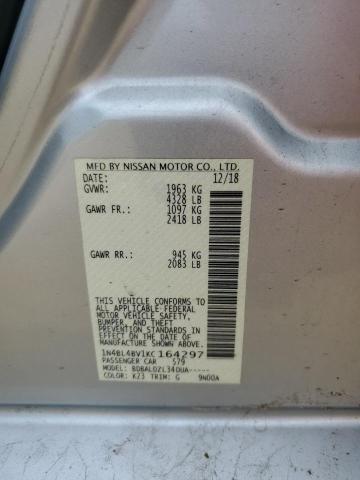 MFD BY NISSAN MOTOR CO., LTD.
DATE: 12/18
GVWR: 1963 KG
4328 LB
GAWR FR.: 1097 KG
2418 LB
GAWR RR.: 945 KG
2083 LB
THIS VEHICLE CONFORMS TO
ALL APPLICABLE FEDERAL
MOTOR VEHICLE SAFETY,
BUMPER, AND THEFT
PREVENTION STANDARDS IN
EFFECT ON THE DATE OF
MANUFACTURE SHOWN ABOVE.
1N4BL4BV1KC164297
PASSENGER CAR 579
MODEL: BDBALDZL34DUA-----
COLOR: K23 TRIM: G 9N00A